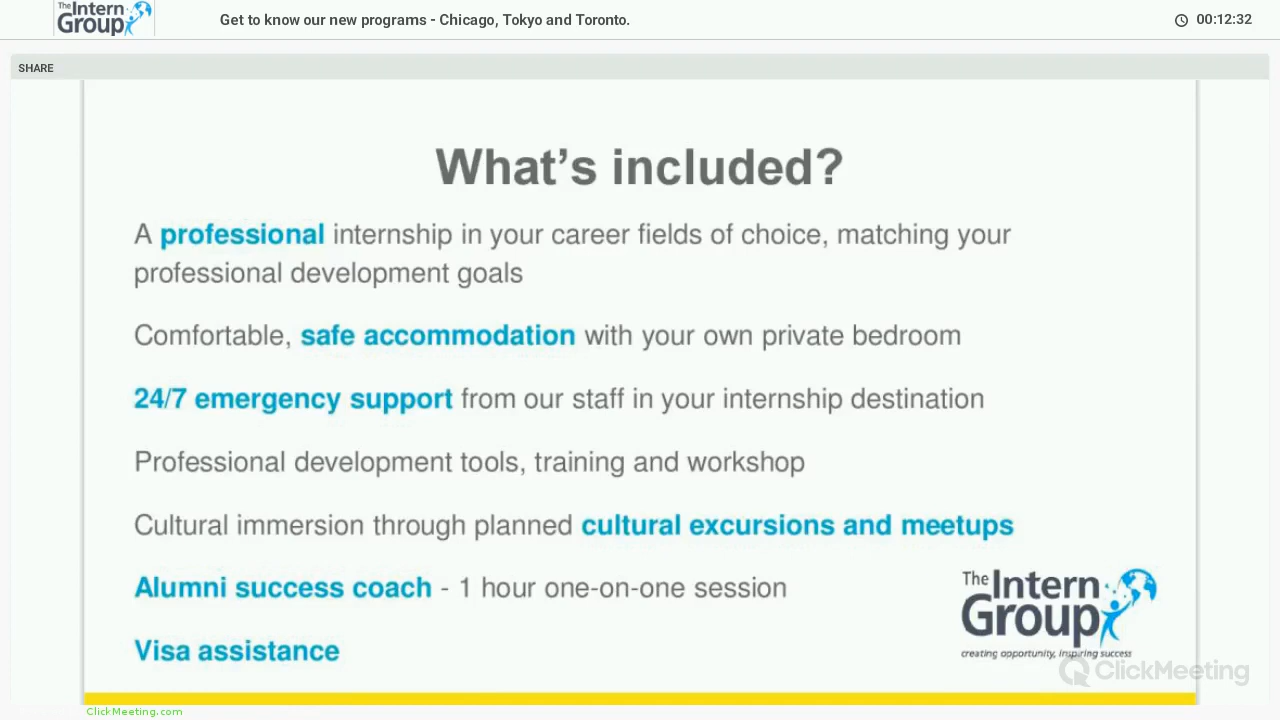 The Intern Group
Get to know our new programs - Chicago, Tokyo and Toronto.
00:12:32
SHARE
What's included?
A professional internship in your career fields of choice, matching your
professional development goals
Comfortable, safe accommodation with your own private bedroom
24/7 emergency support from our staff in your internship destination
Professional development tools, training and workshop
Cultural immersion through planned cultural excursions and meetups
Alumni success coach - 1 hour one-on-one session
Visa assistance
The Intern
Group
creating opportunity, inspiring success
ClickMeeting
ClickMeeting.com